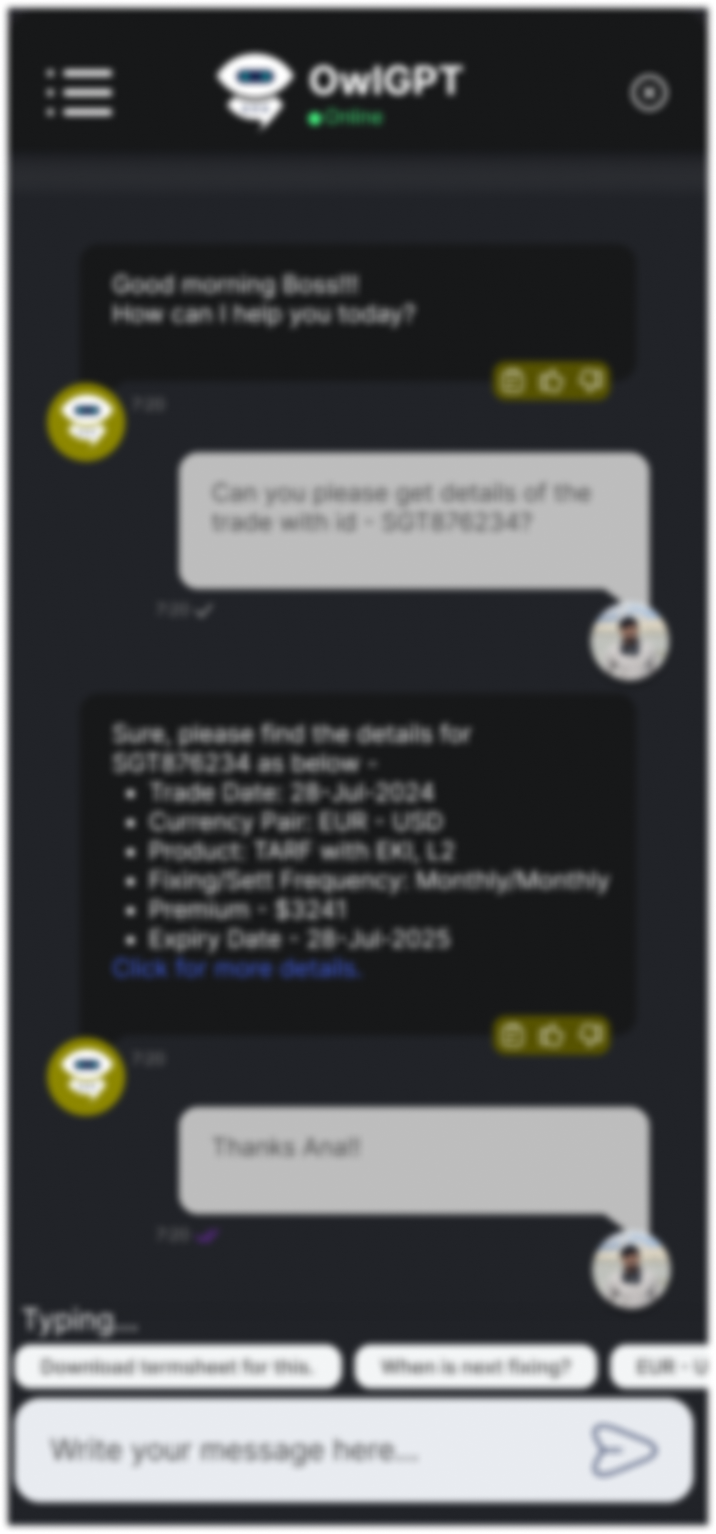 OwlGPT
Online
Good morning Boss!!!
How can I help you today?
7:20
Can you please get details of the
trade with id - SGT876234?
7:20
Sure, please find the details for
SGT876234 as below -
• Trade Date: 28-Jul-2024
• Currency Pair: EUR - USD
• Product: TARF with EKI, L2
• Fixing/Sett Frequency: Monthly/Monthly
• Premium - $3241
• Expiry Date - 28-Jul-2025
Click for more details.
7:20
Thanks Ana!!
7:20
Typing...
Download termsheet for this.
When is next fixing?
EUR - U
Write your message here...